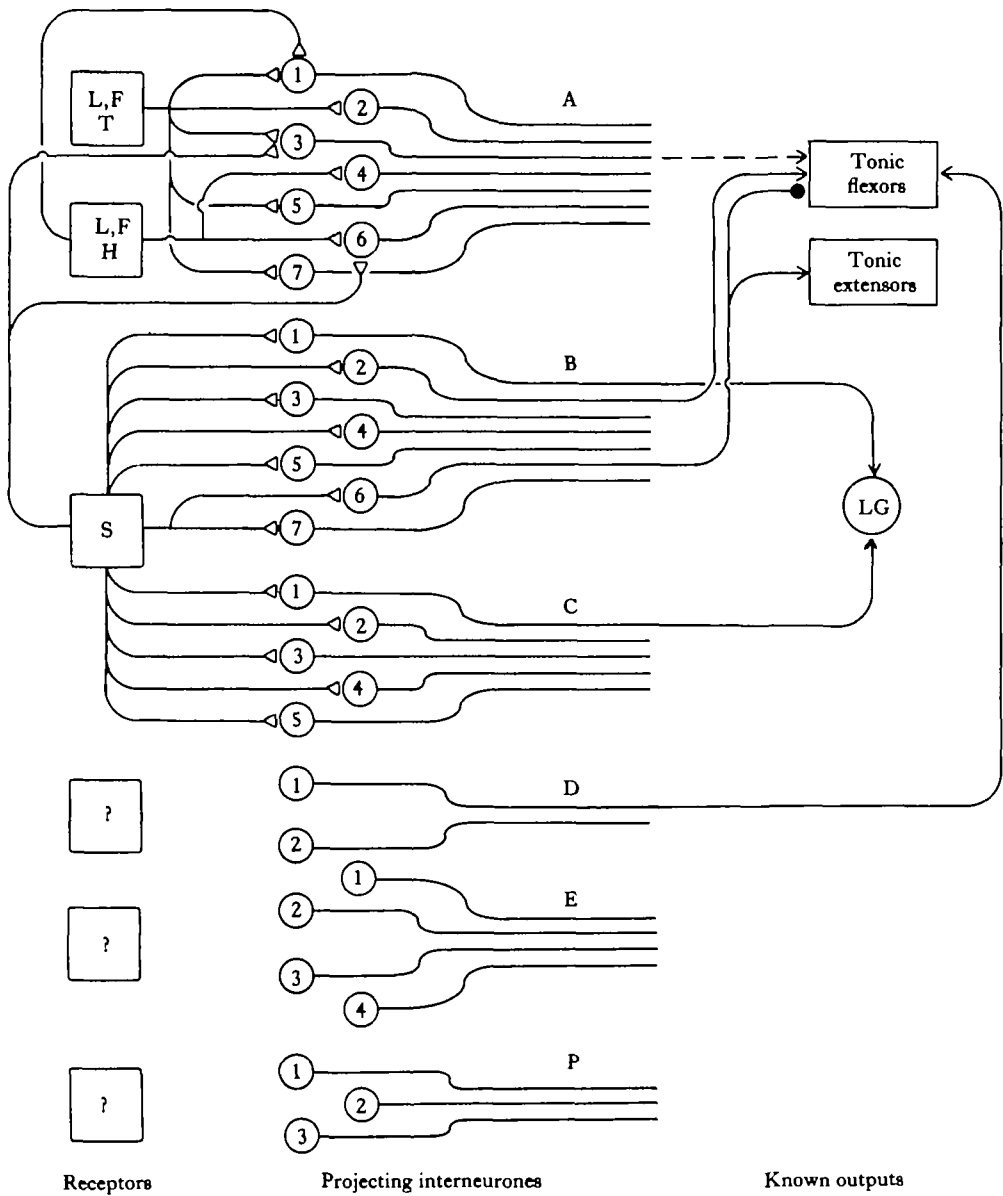 1
L,F
T
2
A
3
Tonic
flexors
4
5
L,F
H
6
7
Tonic
extensors
1
2
B
3
4
5
6
S
7
LG
1
C
2
3
4
5
1
D
?
2
1
E
2
?
3
4
1
P
2
?
3
Receptors
Projecting interneurones
Known outputs